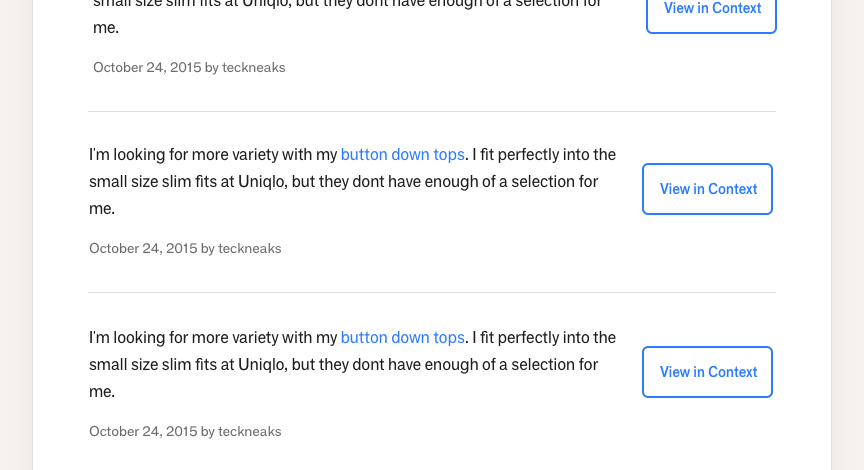 small size slim fits at Uniqlo, but they dont have enough of a selection for
View in Context
me.
October 24, 2015 by teckneaks
I'm looking for more variety with my button down tops. I fit perfectly into the
small size slim fits at Uniqlo, but they dont have enough of a selection for
View in Context
me.
October 24, 2015 by teckneaks
I'm looking for more variety with my button down tops. I fit perfectly into the
small size slim fits at Uniqlo, but they dont have enough of a selection for
View in Context
me.
October 24, 2015 by teckneaks